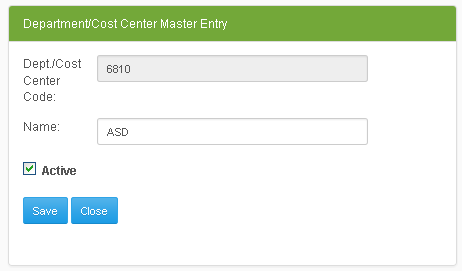 Department/Cost Center Master Entry
Dept./Cost
Center
Code:
6810
Name:
ASD
Active
Save Close